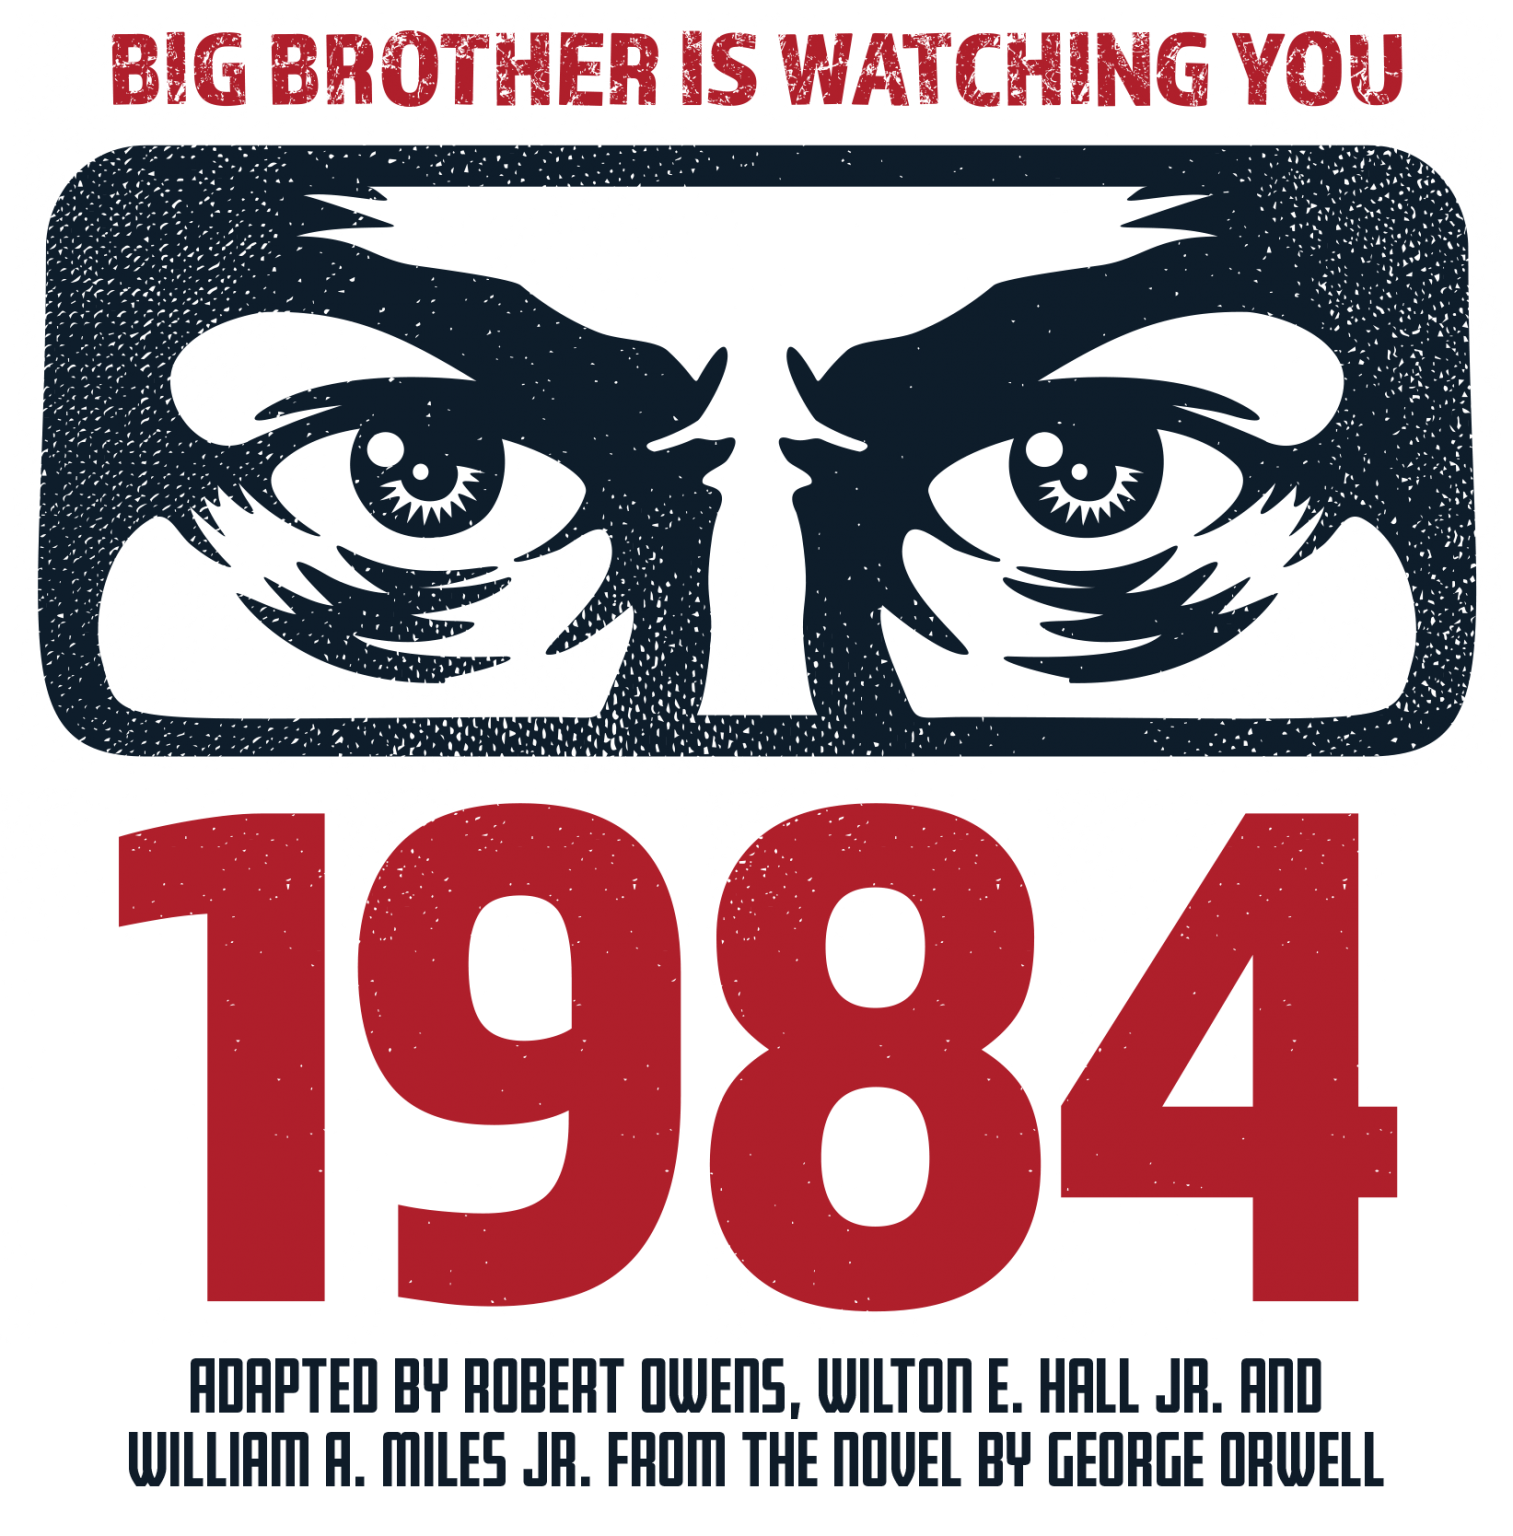 BIG BROTHER IS WATCHING YOU
1984
ADAPTED BY ROBERT OWENS, WILTON E. HALL JR. AND
WILLIAM A. MILES JR. FROM THE NOVEL BY GEORGE ORWELL